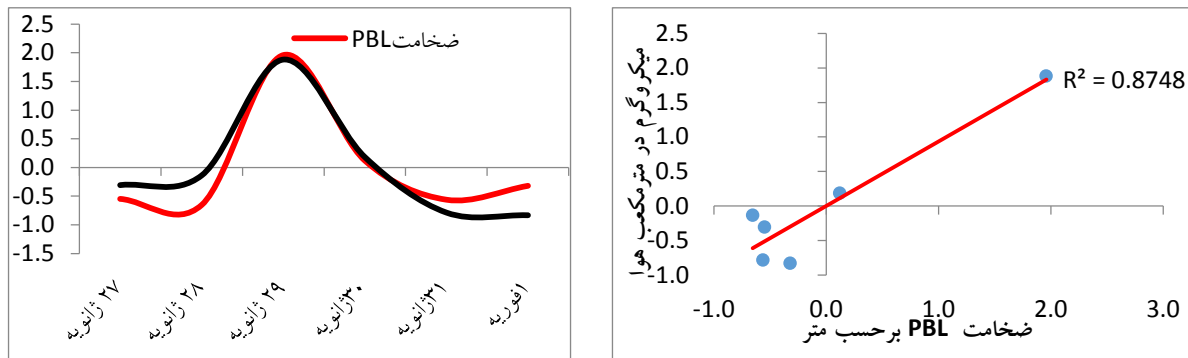 2.5
2.0
1.5
1.0
0.5
0.0
-0.5
-1.0
-1.5
ضخامتPBL
۲۷ ژانویه
۲۸ ژانویه
۲۹ ژانویه
۳۰ژانویه
۳۱ژانویه
۱فوریه
میکروگرم در مترمکعب هوا
2.5
2.0
1.5
1.0
0.5
0.0
-0.5
-1.0
R² = 0.8748
-1.0 0.0 1.0 2.0 3.0
ضخامت PBL برحسب متر